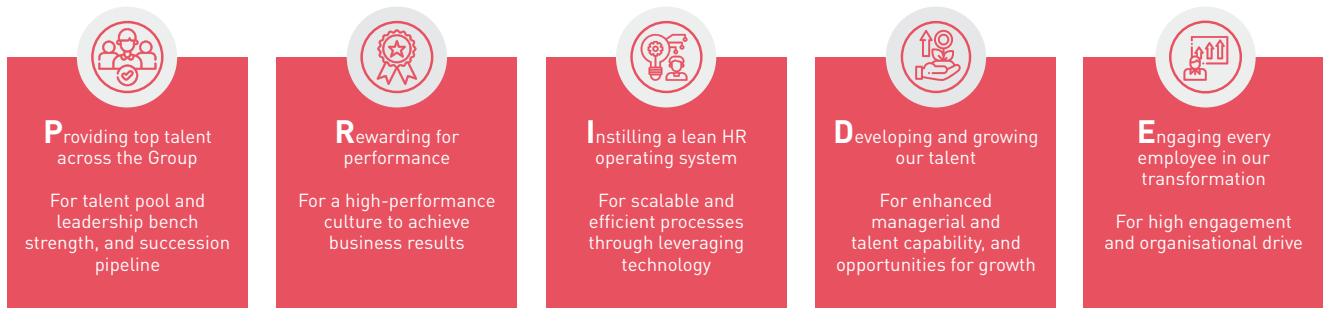 Providing top talent
across the Group
For talent pool and
leadership bench
strength, and succession
pipeline
Rewarding for
performance
For a high-performance
culture to achieve
business results
Instilling a lean HR
operating system
For scalable and
efficient processes
through leveraging
technology
Developing and growing
our talent
For enhanced
managerial and
talent capability, and
opportunities for growth
Engaging every
employee in our
transformation
For high engagement
and organisational drive